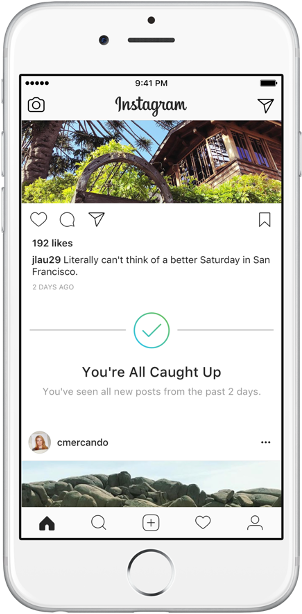 9:41 PM
Instagram
192 likes
jlau29 Literally can't think of a better Saturday in San
Francisco.
2 DAYS AGO
You're All Caught Up
You've seen all new posts from the past 2 days.
cmercando